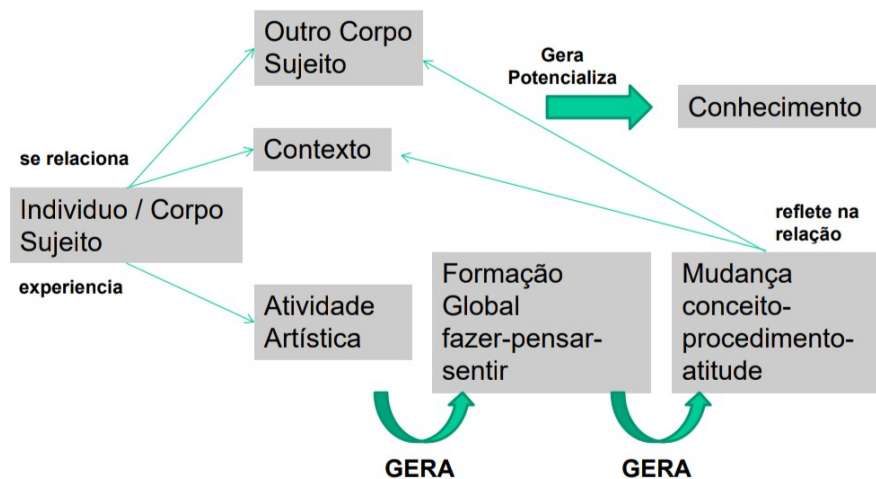 Outro Corpo
Sujeito
Gera
Potencializa
Conhecimento
se relaciona
Contexto
Individuo / Corpo
Sujeito
reflete na
relação
experiencia
Atividade
Artística
Formação
Global
fazer-pensar-
sentir
Mudança
conceito-
procedimento-
atitude
GERA
GERA